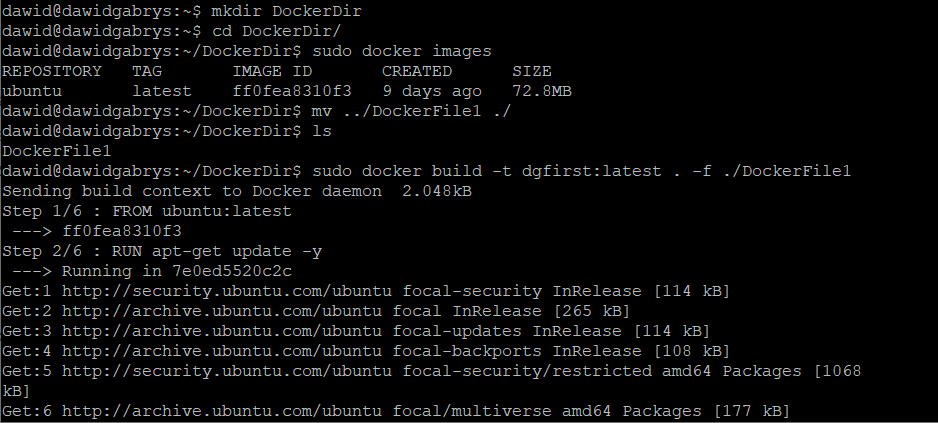 dawid@dawidgabrys:~$ mkdir DockerDir
dawid@dawidgabrys:~$ cd DockerDir/
dawid@dawidgabrys:~/DockerDir$ sudo docker images
REPOSITORY   TAG       IMAGE ID       CREATED      SIZE
ubuntu       latest    ff0fea8310f3   9 days ago   72.8MB
dawid@dawidgabrys:~/DockerDir$ mv ../DockerFile1 ./
dawid@dawidgabrys:~/DockerDir$ ls
DockerFile1
dawid@dawidgabrys:~/DockerDir$ sudo docker build -t dgfirst:latest . -f ./DockerFile1
Sending build context to Docker daemon  2.048kB
Step 1/6 : FROM ubuntu:latest
 ---> ff0fea8310f3
Step 2/6 : RUN apt-get update -y
 ---> Running in 7e0ed5520c2c
Get:1 http://security.ubuntu.com/ubuntu focal-security InRelease [114 kB]
Get:2 http://archive.ubuntu.com/ubuntu focal InRelease [265 kB]
Get:3 http://archive.ubuntu.com/ubuntu focal-updates InRelease [114 kB]
Get:4 http://archive.ubuntu.com/ubuntu focal-backports InRelease [108 kB]
Get:5 http://security.ubuntu.com/ubuntu focal-security/restricted amd64 Packages [1068
kB]
Get:6 http://archive.ubuntu.com/ubuntu focal/multiverse amd64 Packages [177 kB]